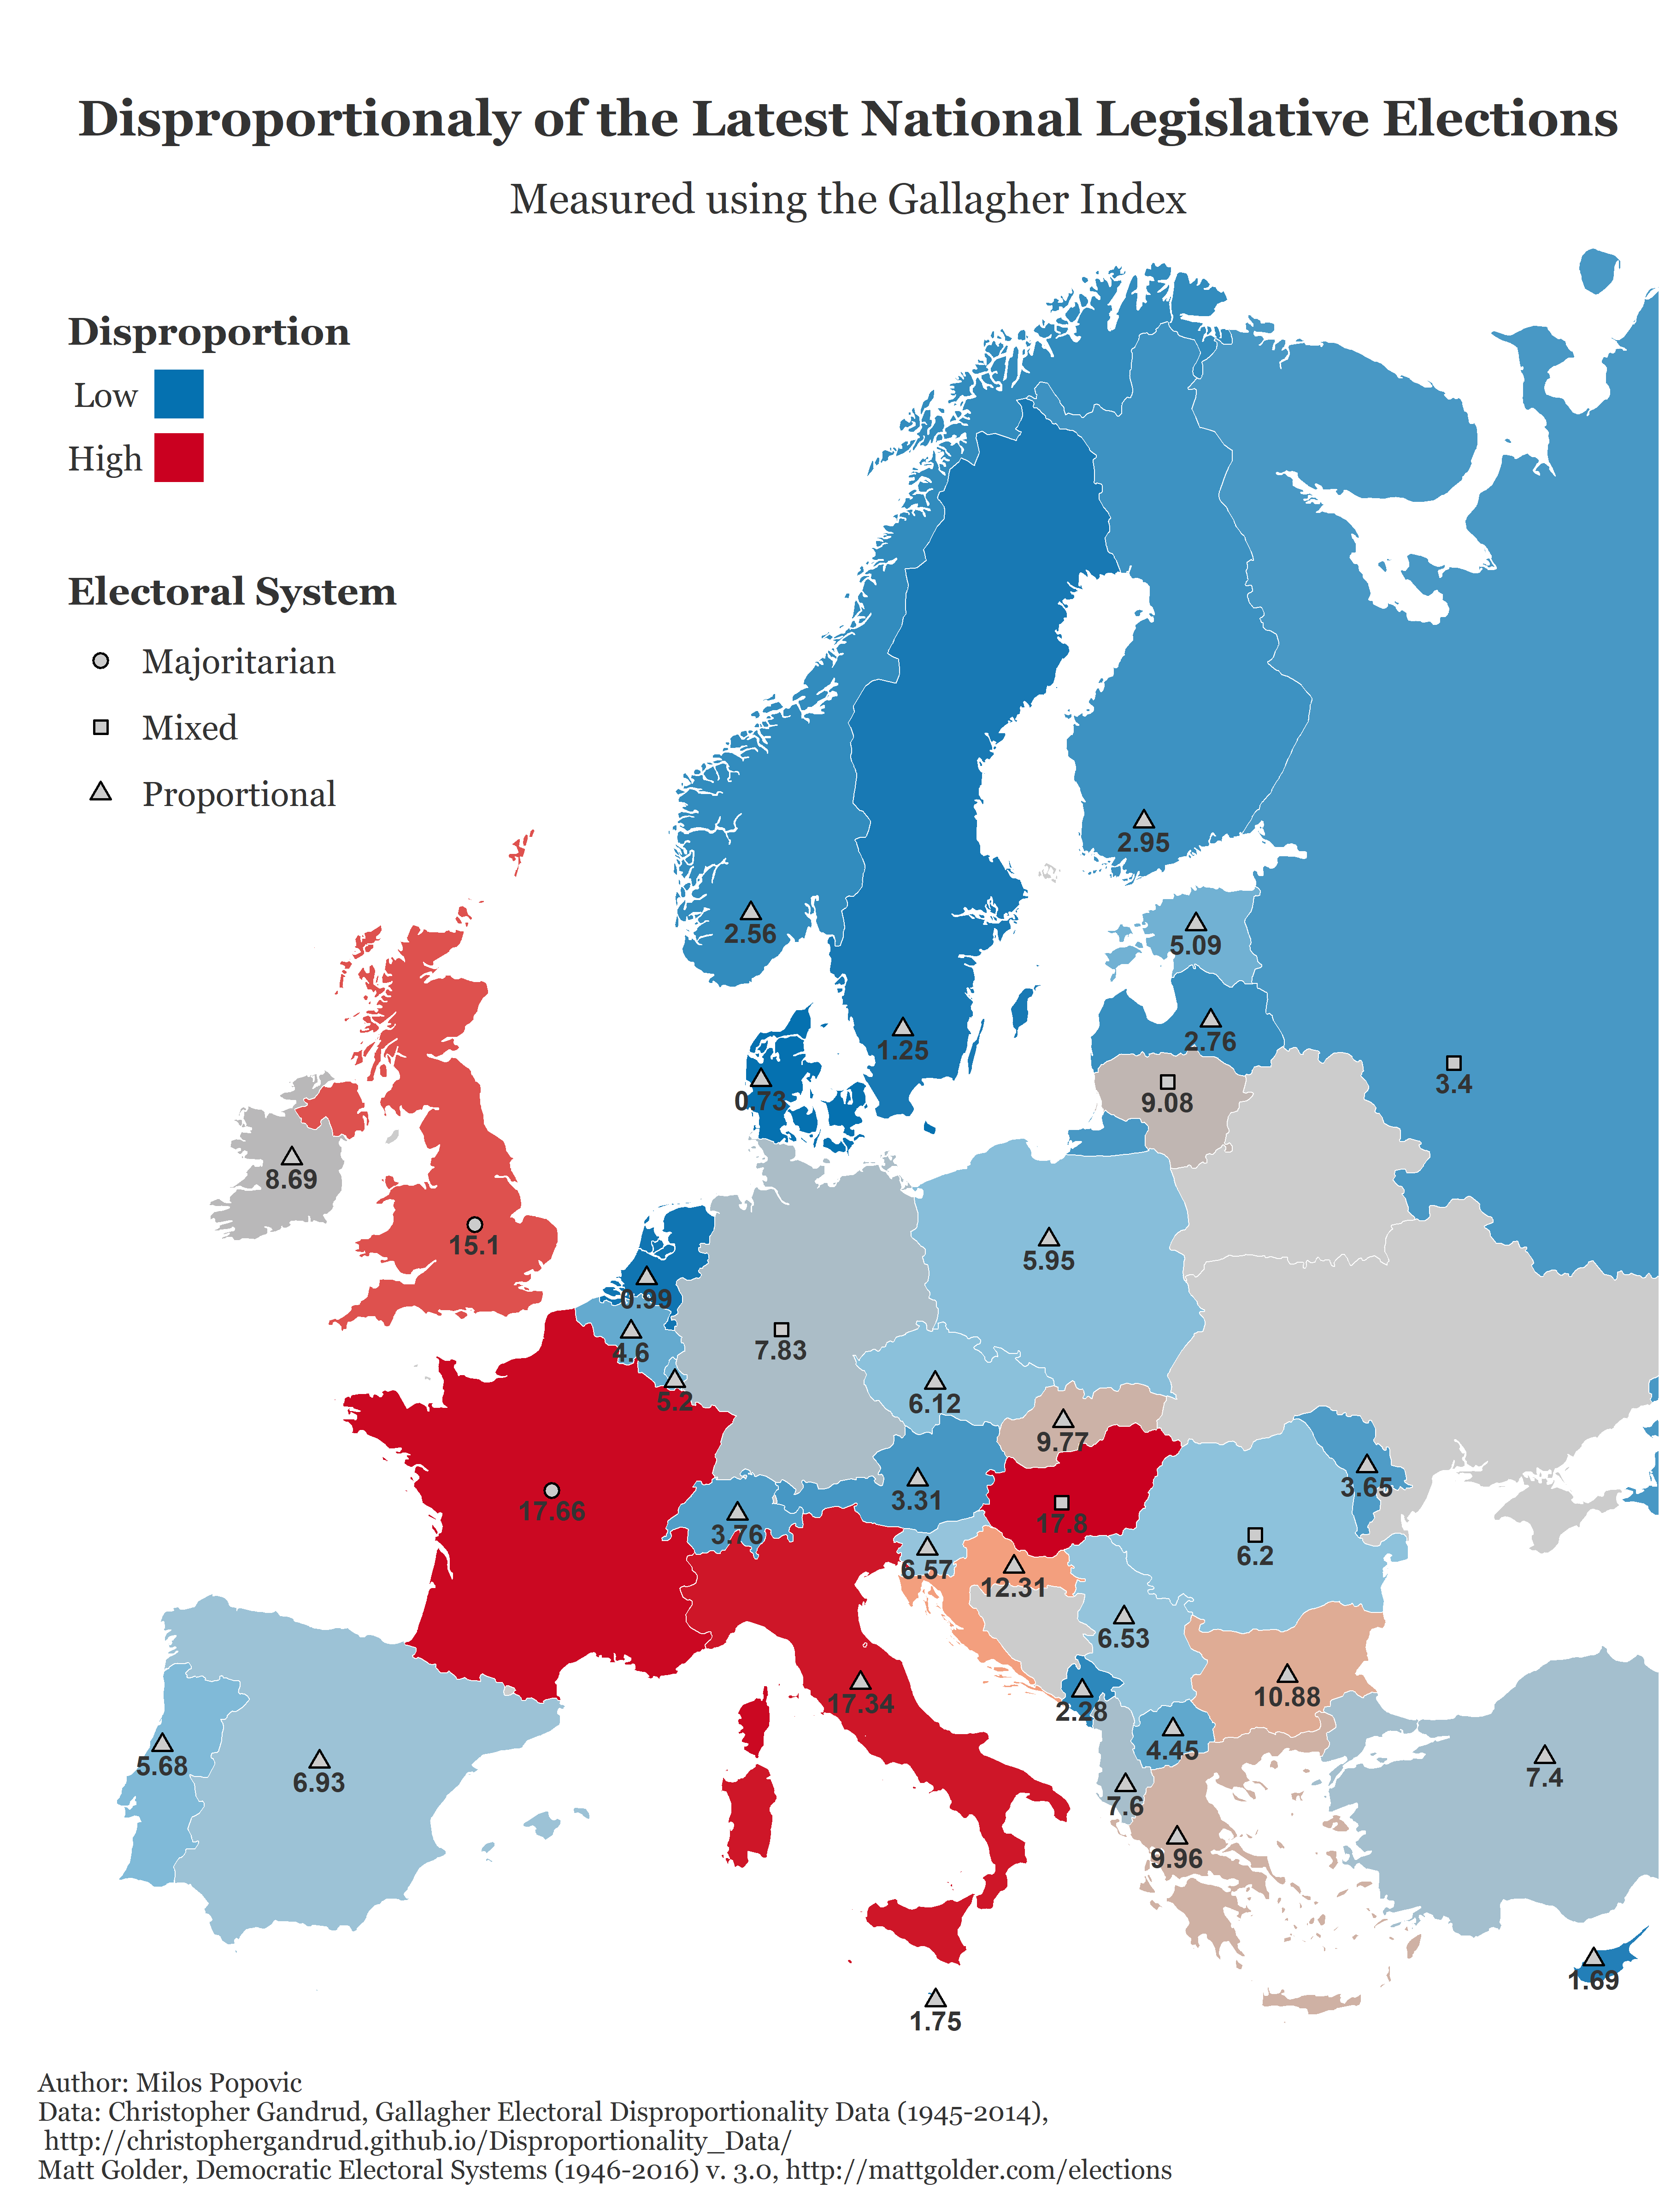 Disproportionaly of the Latest National Legislative Elections
Measured using the Gallagher Index
Disproportion
Low
High
Electoral System
Majoritarian
Mixed
Proportional
2.95
2.56
5.09
1.25
2.76
0.73
3.4
9.08
8.69
15.1
5.95
0.99
4.6
7.83
5.2
6.12
9.77
3.31
3.65
17.66
3.76
17.8
6.2
6.57
12.31
6.53
10.88
17.34
2.28
4.45
5.68
6.93
7.4
7.6
9.96
1.69
1.75
Author: Milos Popovic
Data: Christopher Gandrud, Gallagher Electoral Disproportionality Data (1945-2014),
http://christophergandrud.github.io/Disproportionality_Data/
Matt Golder, Democratic Electoral Systems (1946-2016) v. 3.0, http://mattgolder.com/elections